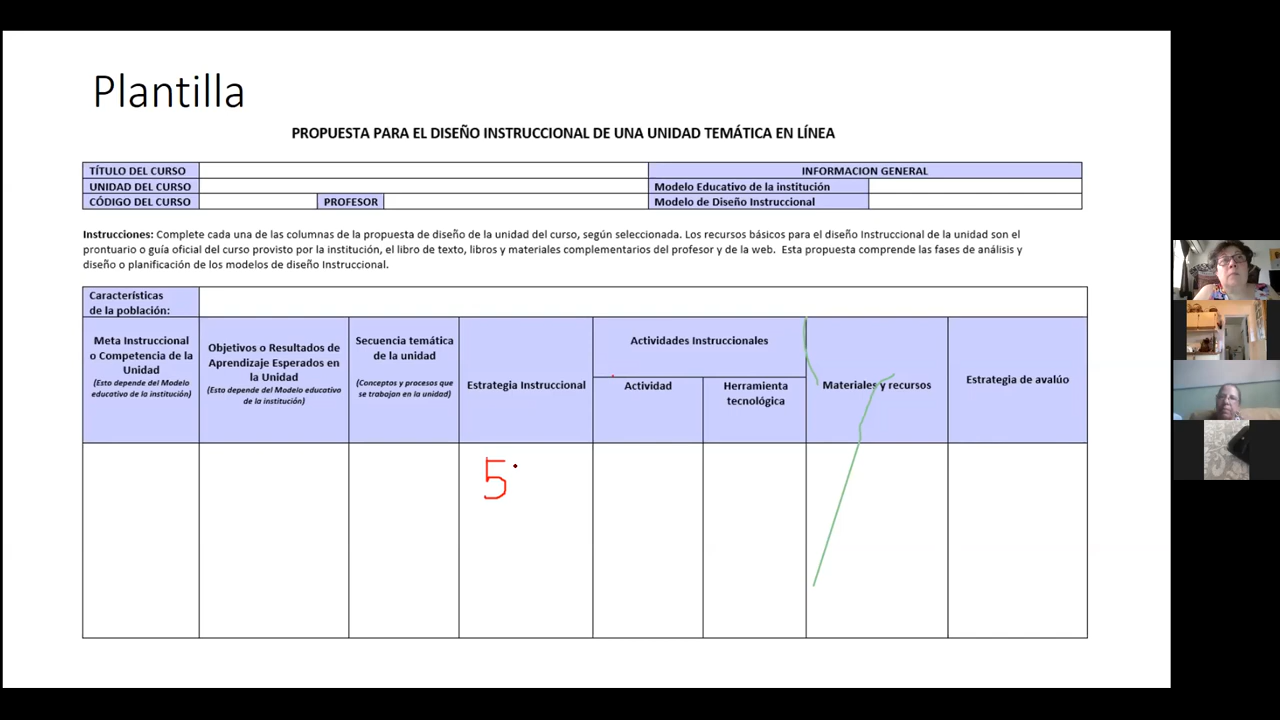 Plantilla
PROPUESTA PARA EL DISEÑO INSTRUCCIONAL DE UNA UNIDAD TEMÁTICA EN LÍNEA
TÍTULO DEL CURSO
INFORMACION GENERAL
UNIDAD DEL CURSO
Modelo Educativo de la institución
CÓDIGO DEL CURSO
PROFESOR
Modelo de Diseño Instruccional
Instrucciones: Complete cada una de las columnas de la propuesta de diseño de la unidad del curso, según seleccionada. Los recursos básicos para el diseño Instruccional de la unidad son el
prontuario o guía oficial del curso provisto por la institución, el libro de texto, libros y materiales complementarios del profesor y de la web. Esta propuesta comprende las fases de análisis y
diseño o planificación de los modelos de diseño Instruccional.
Características
de la población:
Meta Instruccional
o Competencia de la
Unidad
(Esto depende del Modelo
educativo de la institución)
Objetivos o Resultados de
Aprendizaje Esperados en
la Unidad
(Esto depende del Modelo educativo
de la institución)
Secuencia temática
de la unidad
(Conceptos y procesos que
se trabajan en la unidad)
Estrategia Instruccional
Actividades Instruccionales
Actividad
Herramienta
tecnológica
Materiales y recursos
Estrategia de avalúo
5